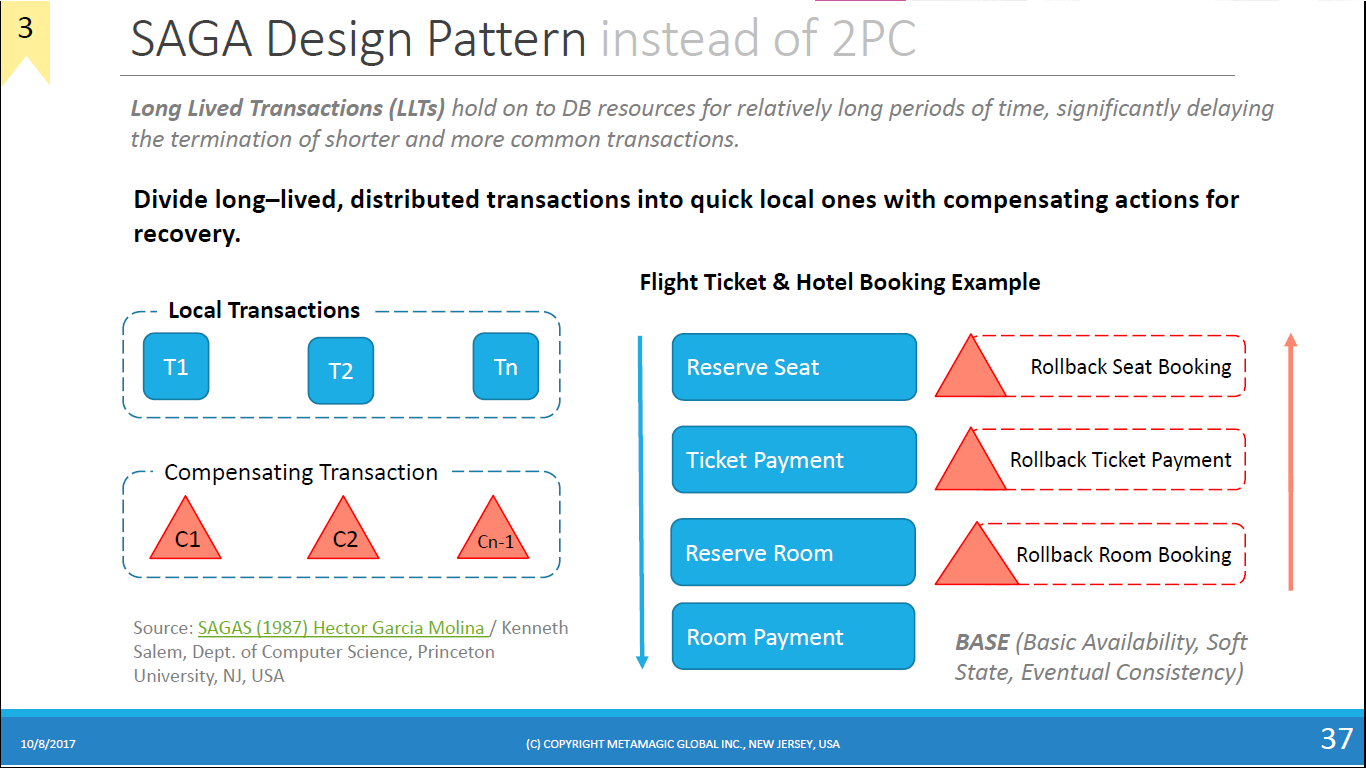 3
SAGA Design Pattern instead of 2PC
Long Lived Transactions (LLTs) hold on to DB resources for relatively long periods of time, significantly delaying
the termination of shorter and more common transactions.
Divide long–lived, distributed transactions into quick local ones with compensating actions for
recovery.
Local Transactions
T1
T2
Tn
Compensating Transaction
C1
C2
Cn-1
Source: SAGAS (1987) Hector Garcia Molina / Kenneth
Salem, Dept. of Computer Science, Princeton
University, NJ, USA
Flight Ticket & Hotel Booking Example
Reserve Seat
Rollback Seat Booking
Ticket Payment
Rollback Ticket Payment
Reserve Room
Rollback Room Booking
Room Payment
BASE (Basic Availability, Soft
State, Eventual Consistency)
10/8/2017
(C) COPYRIGHT METAMAGIC GLOBAL INC., NEW JERSEY, USA
37